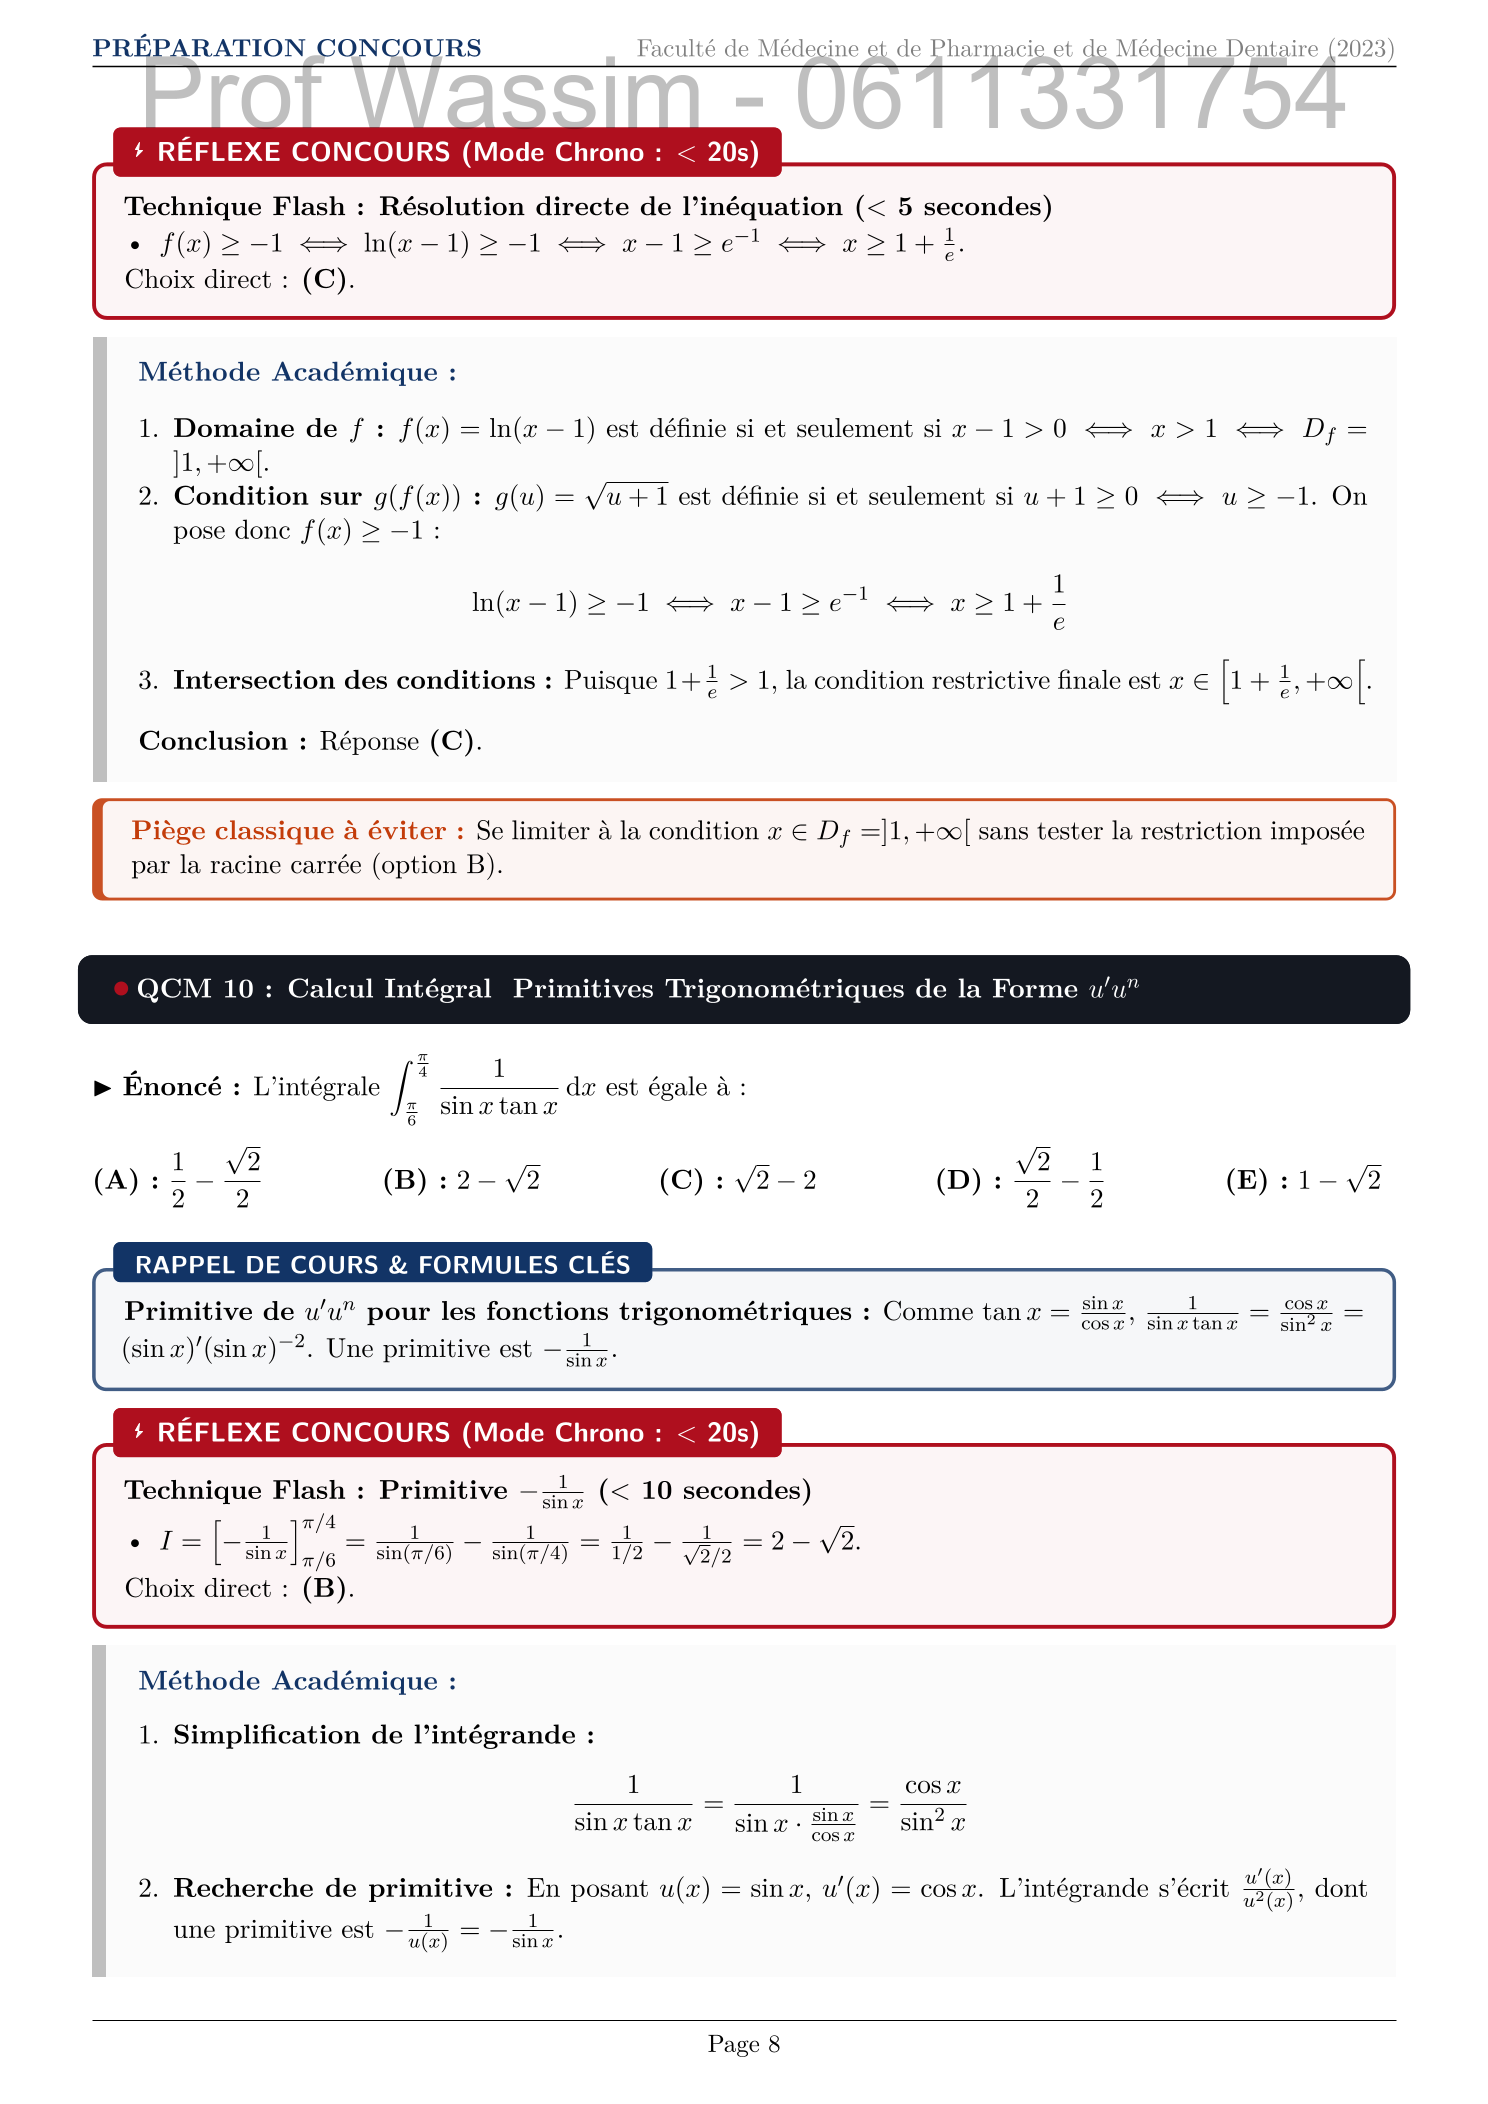 PRÉPARATION CONCOURS Faculté de Médecine et de Pharmacie et de Médecine Dentaire (2023)
Prof Wassim - 0611331754
RÉFLEXE CONCOURS (Mode Chrono : < 20s)
Technique Flash : Résolution directe de l'inéquation (< 5 secondes)
• f(x) ≥ −1 ⟺ ln(x − 1) ≥ −1 ⟺ x − 1 ≥ e⁻¹ ⟺ x ≥ 1 + 1/e.
Choix direct : (C).
Méthode Académique :
1. Domaine de f : f(x) = ln(x − 1) est définie si et seulement si x − 1 > 0 ⟺ x > 1 ⟺ D_f =
]1, +∞[.
2. Condition sur g(f(x)) : g(u) = √(u + 1) est définie si et seulement si u + 1 ≥ 0 ⟺ u ≥ −1. On
pose donc f(x) ≥ −1 :
ln(x − 1) ≥ −1 ⟺ x − 1 ≥ e⁻¹ ⟺ x ≥ 1 + 1/e
3. Intersection des conditions : Puisque 1 + 1/e > 1, la condition restrictive finale est x ∈ [1 + 1/e, +∞[.
Conclusion : Réponse (C).
Piège classique à éviter : Se limiter à la condition x ∈ D_f =]1, +∞[ sans tester la restriction imposée
par la racine carrée (option B).
● QCM 10 : Calcul Intégral Primitives Trigonométriques de la Forme u′uⁿ
▶ Énoncé : L'intégrale ∫_{π/6}^{π/4} 1/(sin x tan x) dx est égale à :
(A) : 1/2 − √2/2 (B) : 2 − √2 (C) : √2 − 2 (D) : √2/2 − 1/2 (E) : 1 − √2
RAPPEL DE COURS & FORMULES CLÉS
Primitive de u′uⁿ pour les fonctions trigonométriques : Comme tan x = sin x/cos x, 1/(sin x tan x) = cos x/sin² x =
(sin x)′(sin x)⁻². Une primitive est −1/sin x.
RÉFLEXE CONCOURS (Mode Chrono : < 20s)
Technique Flash : Primitive −1/sin x (< 10 secondes)
• I = [−1/sin x]_{π/6}^{π/4} = 1/sin(π/6) − 1/sin(π/4) = 1/(1/2) − 1/(√2/2) = 2 − √2.
Choix direct : (B).
Méthode Académique :
1. Simplification de l'intégrande :
1/(sin x tan x) = 1/(sin x · sin x/cos x) = cos x/sin² x
2. Recherche de primitive : En posant u(x) = sin x, u′(x) = cos x. L'intégrande s'écrit u′(x)/u²(x), dont
une primitive est −1/u(x) = −1/sin x.
Page 8